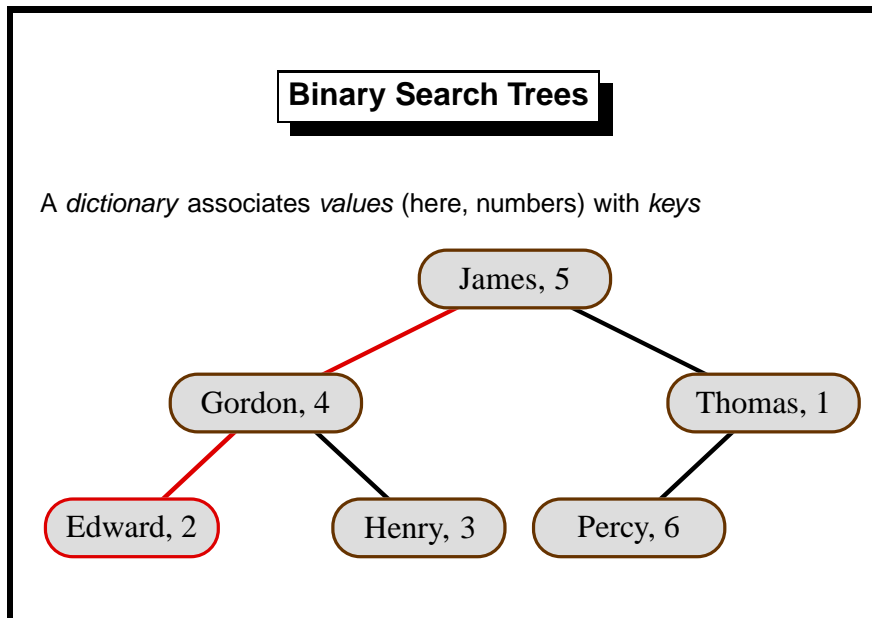 Binary Search Trees
A dictionary associates values (here, numbers) with keys
James, 5
Gordon, 4
Thomas, 1
Edward, 2
Henry, 3
Percy, 6